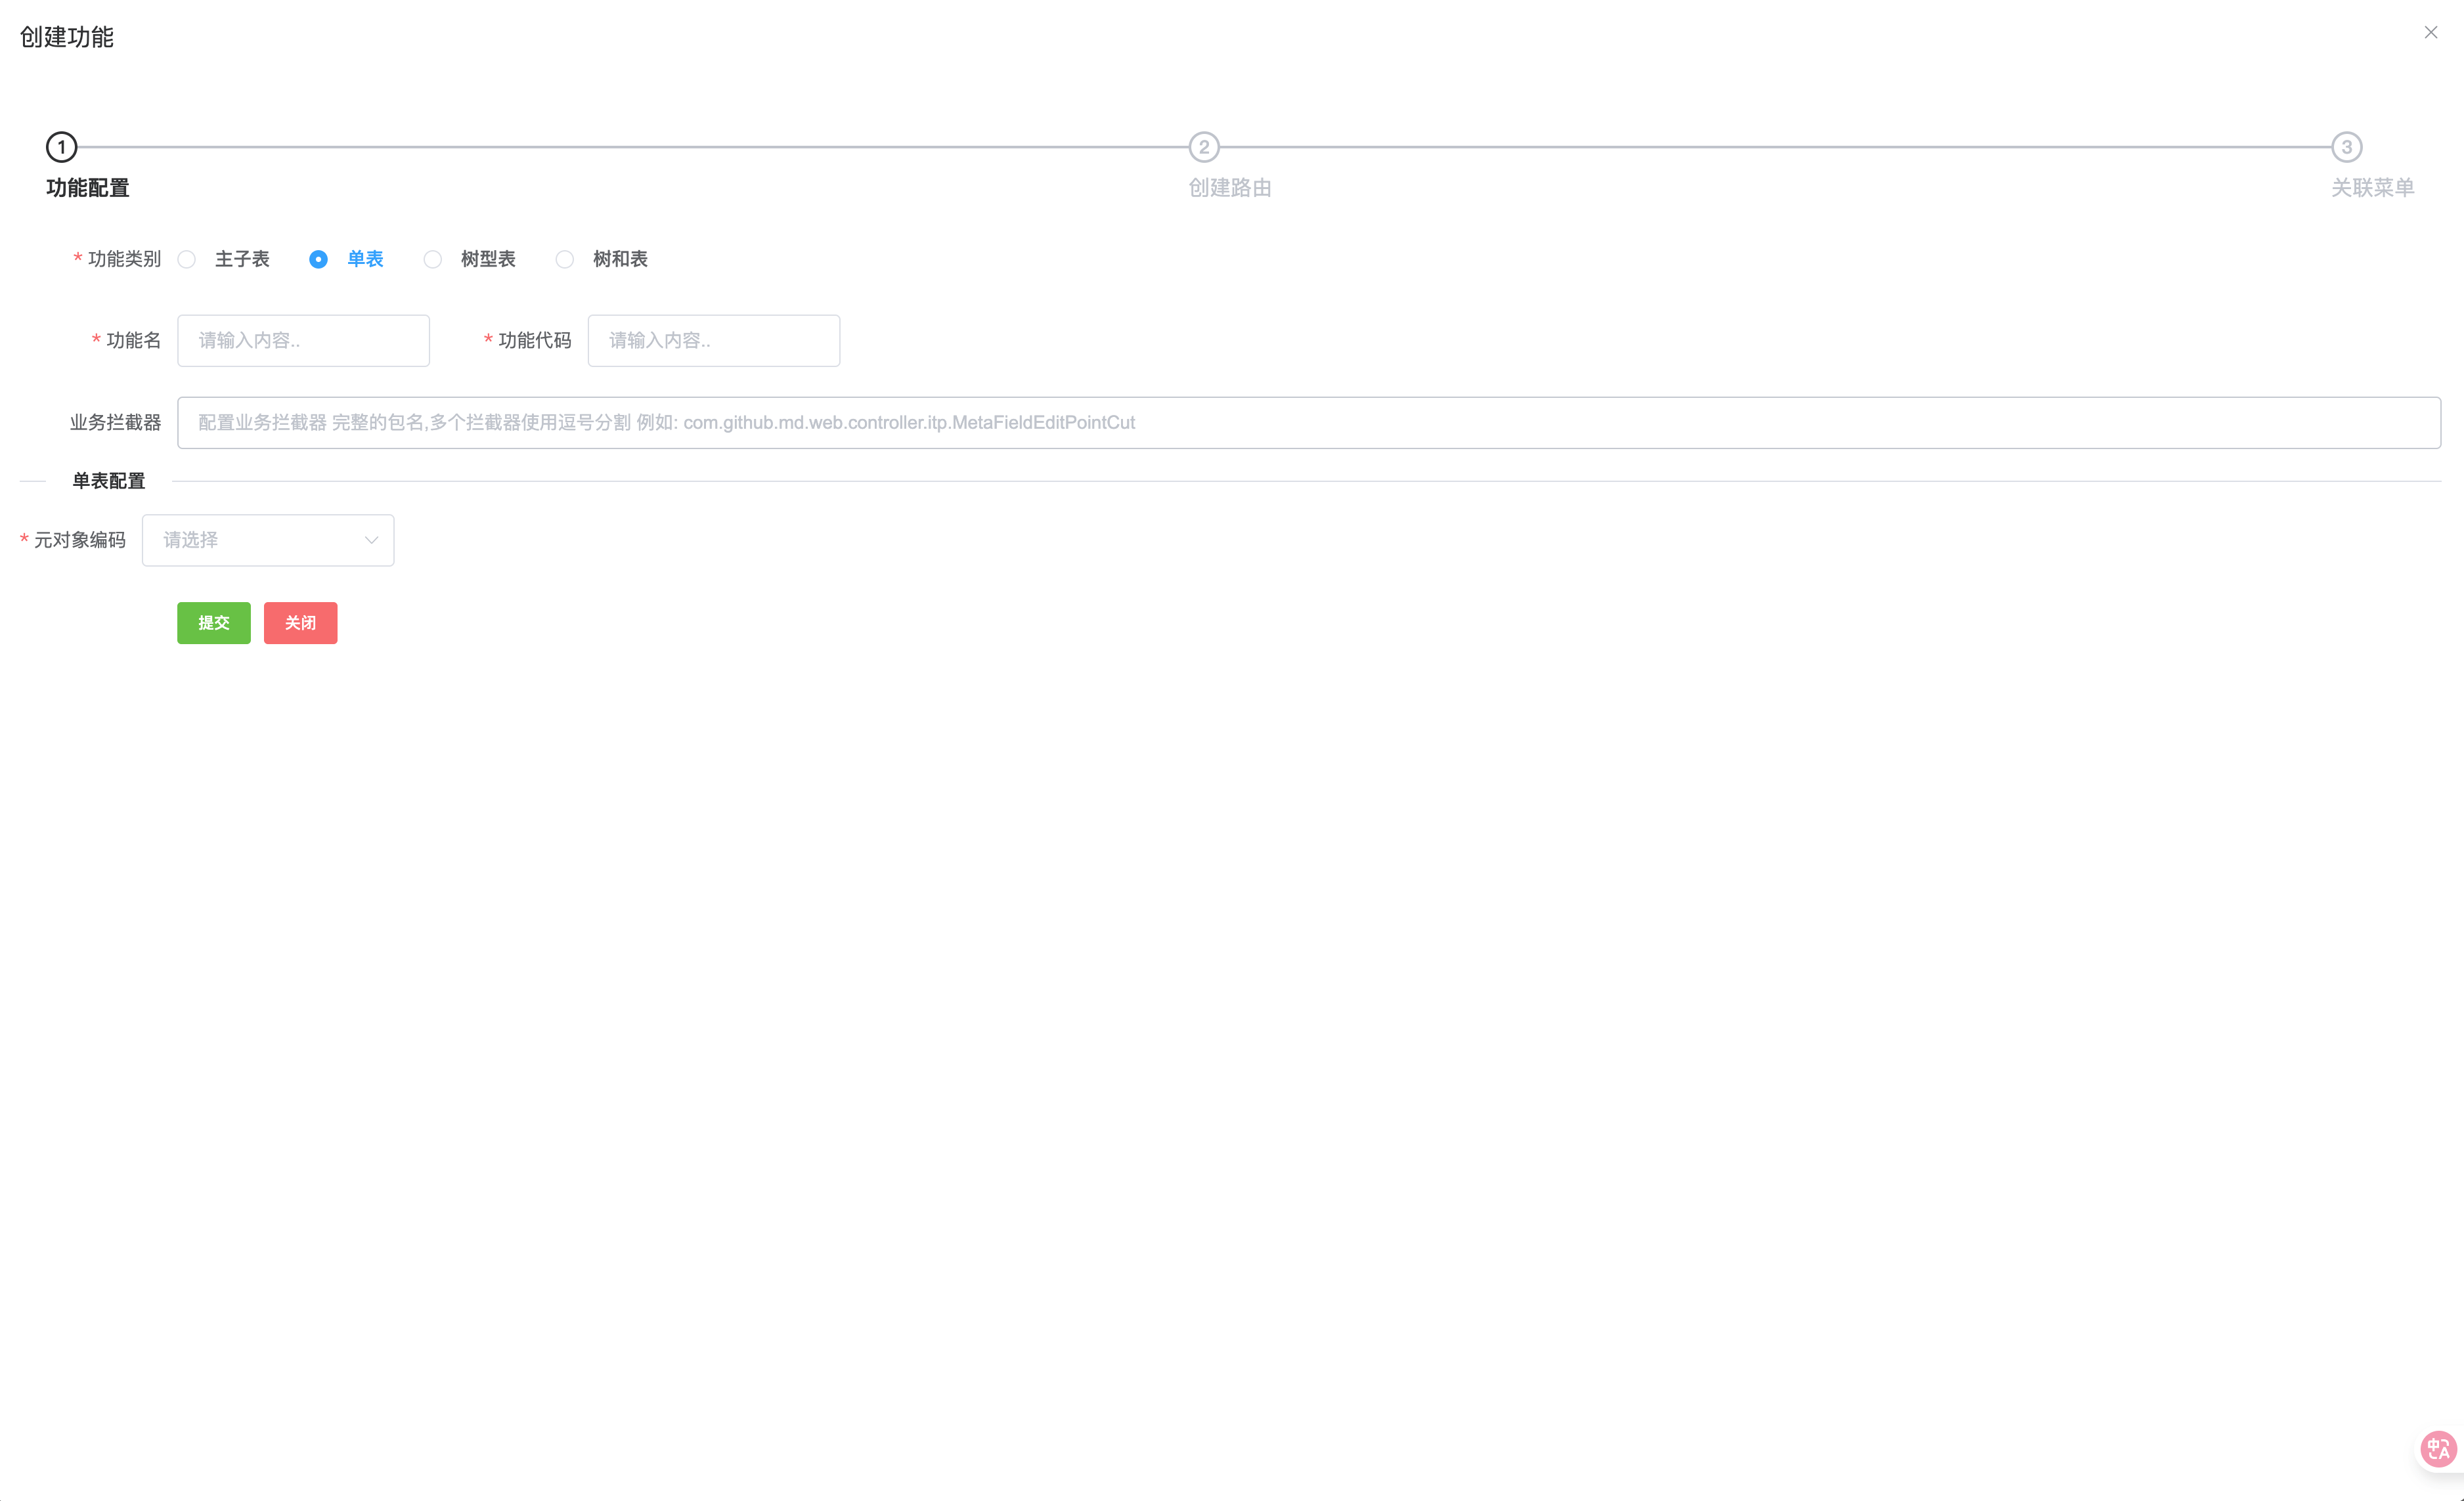 创建功能
1
2
3
功能配置
创建路由
关联菜单
* 功能类别 主子表 单表 树型表 树和表
* 功能名 请输入内容.. * 功能代码 请输入内容..
业务拦截器 配置业务拦截器 完整的包名,多个拦截器使用逗号分割 例如: com.github.md.web.controller.itp.MetaFieldEditPointCut
单表配置
* 元对象编码 请选择
提交 关闭
中A